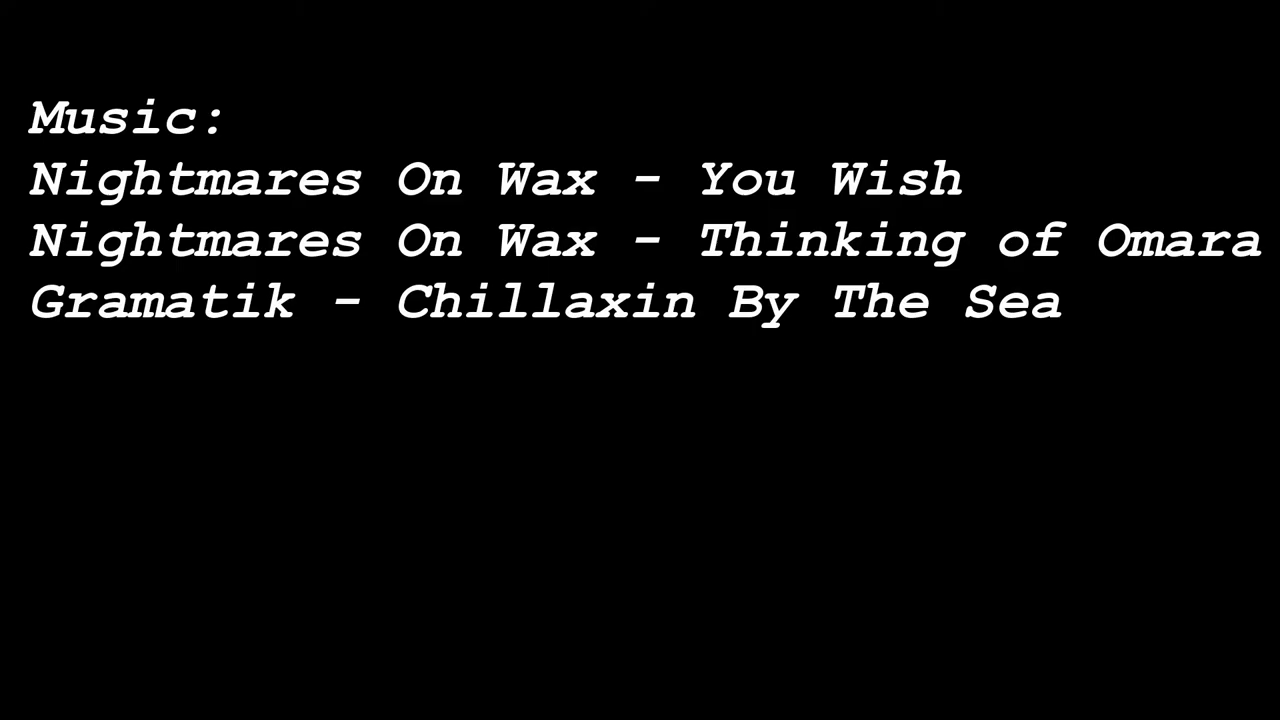 Music:
Nightmares On Wax - You Wish
Nightmares On Wax - Thinking of Omara
Gramatik - Chillaxin By The Sea